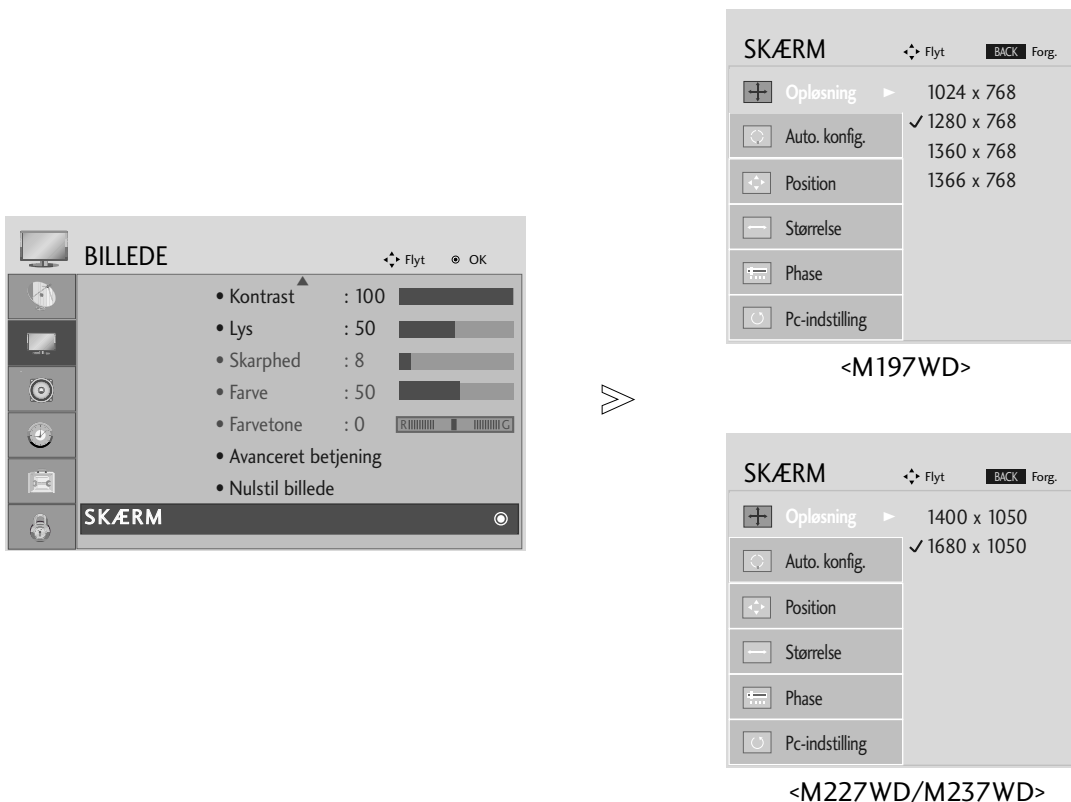 BILLEDE
Flyt OK
• Kontrast : 100
• Lys : 50
• Skarphed : 8
• Farve : 50
• Farvetone : 0 R G
• Avanceret betjening
• Nulstil billede
SKÆRM
SKÆRM
Flyt BACK Forg.
Opløsning
Auto. konfig.
Position
Størrelse
Phase
Pc-indstilling
1024 x 768
✓1280 x 768
1360 x 768
1366 x 768
<M197WD>
SKÆRM
Flyt BACK Forg.
Opløsning
Auto. konfig.
Position
Størrelse
Phase
Pc-indstilling
1400 x 1050
✓1680 x 1050
<M227WD/M237WD>